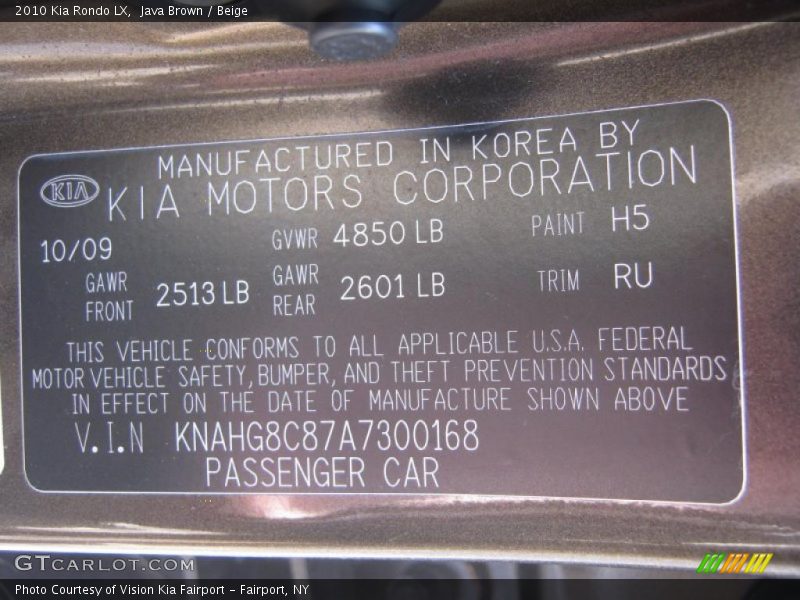 2010 Kia Rondo LX, Java Brown / Beige
MANUFACTURED IN KOREA BY
KIA KIA MOTORS CORPORATION
10/09 GVWR 4850 LB PAINT H5
GAWR FRONT 2513 LB GAWR REAR 2601 LB TRIM RU
THIS VEHICLE CONFORMS TO ALL APPLICABLE U.S.A. FEDERAL
MOTOR VEHICLE SAFETY, BUMPER, AND THEFT PREVENTION STANDARDS
IN EFFECT ON THE DATE OF MANUFACTURE SHOWN ABOVE
V.I.N KNAHG8C87A7300168
PASSENGER CAR
GTCARLOT.COM
Photo Courtesy of Vision Kia Fairport - Fairport, NY